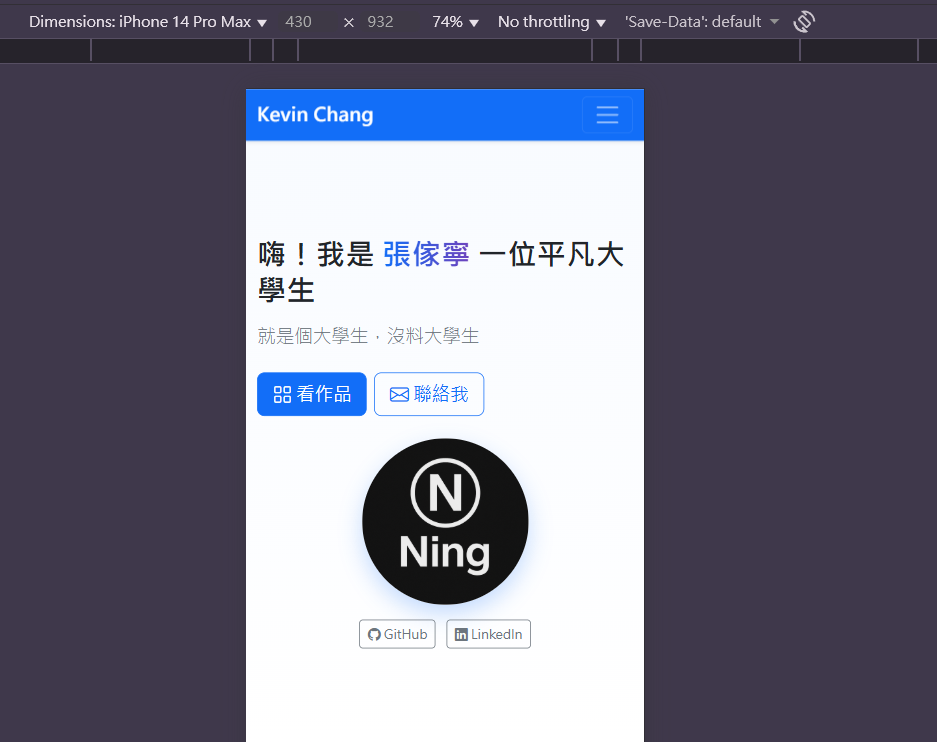 Dimensions: iPhone 14 Pro Max ▼ 430 × 932 74% ▼ No throttling ▼ 'Save-Data': default ▼
Kevin Chang
嗨！我是 張傢寧 一位平凡大
學生
就是個大學生，沒料大學生
看作品 聯絡我
N
Ning
GitHub LinkedIn